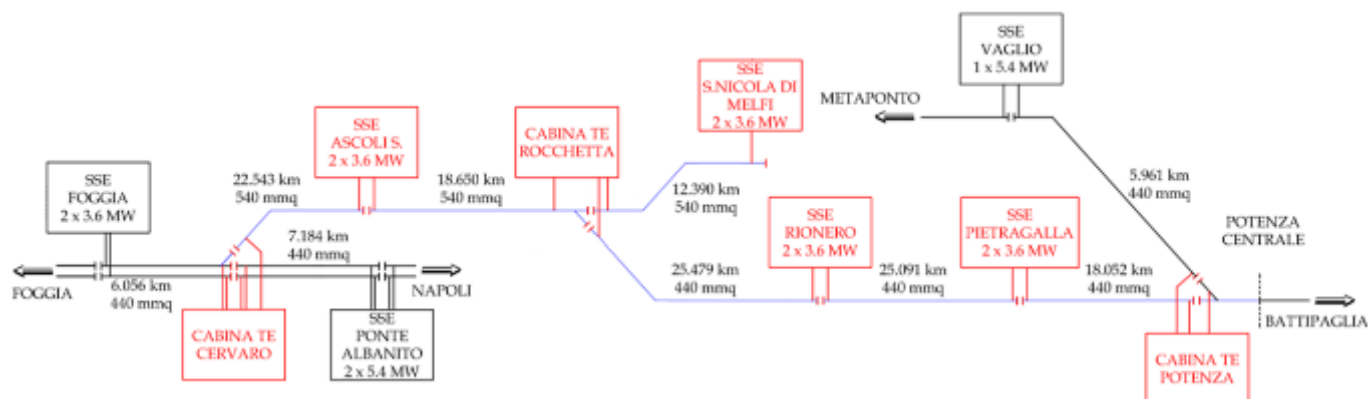 SSE
VAGLIO
1 x 5.4 MW
SSE
S.NICOLA DI
MELFI
2 x 3.6 MW
METAPONTO
SSE
ASCOLI S.
2 x 3.6 MW
CABINA TE
ROCCHETTA
SSE
FOGGIA
2 x 3.6 MW
22.543 km
540 mmq
18.650 km
540 mmq
12.390 km
540 mmq
5.961 km
440 mmq
SSE
RIONERO
2 x 3.6 MW
SSE
PIETRAGALLA
2 x 3.6 MW
POTENZA
CENTRALE
7.184 km
440 mmq
FOGGIA
6.056 km
440 mmq
NAPOLI
25.479 km
440 mmq
25.091 km
440 mmq
18.052 km
440 mmq
BATTIPAGLIA
CABINA TE
CERVARO
SSE
PONTE
ALBANITO
2 x 5.4 MW
CABINA TE
POTENZA